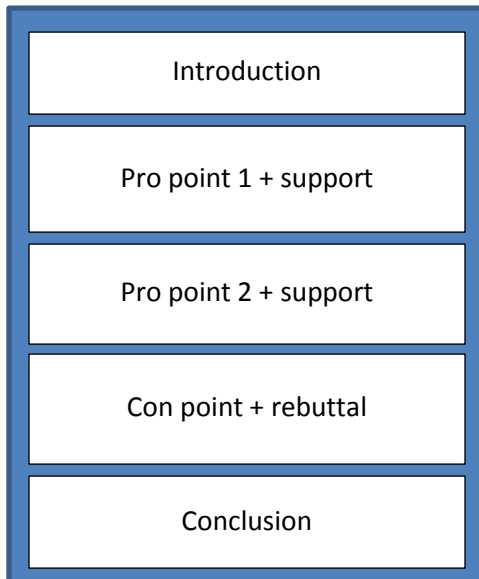 Introduction
Pro point 1 + support
Pro point 2 + support
Con point + rebuttal
Conclusion